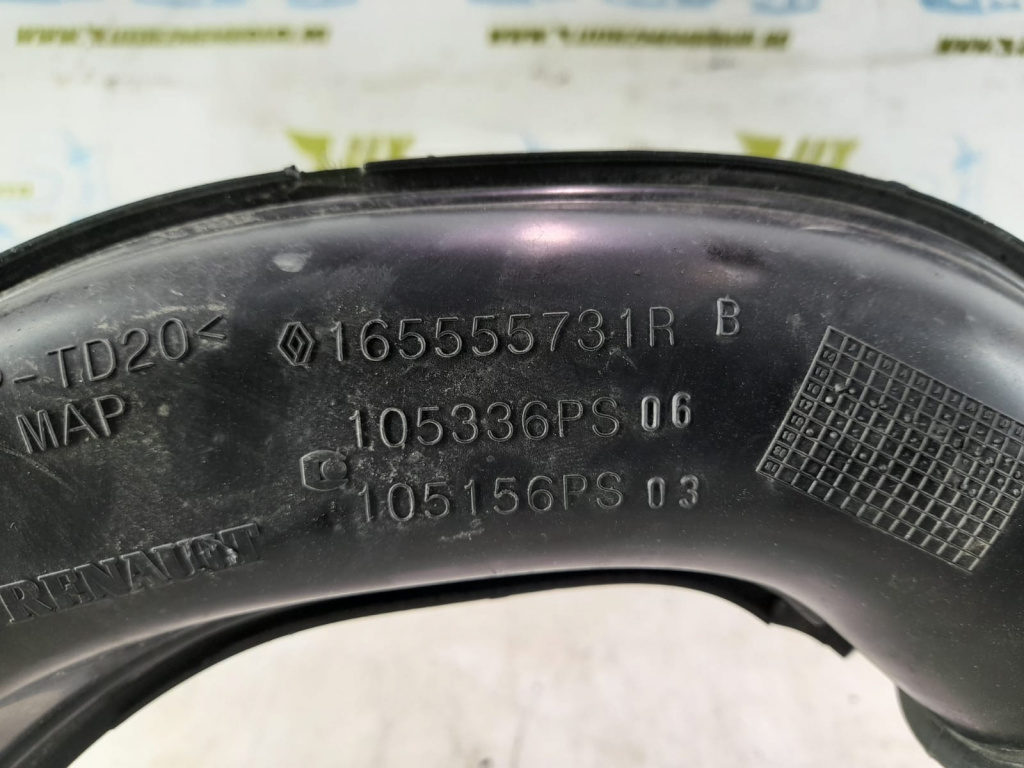 -TD20< 165555731R B
MAP
105336PS 06
105156PS 03
RENAULT